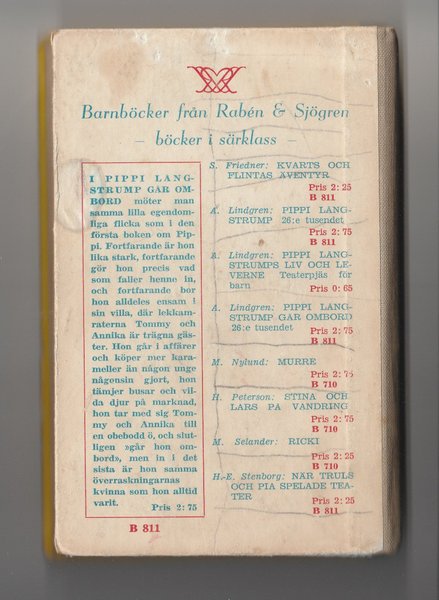 Barnböcker från Rabén & Sjögren
– böcker i särklass –
I PIPPI LÅNG-
STRUMP GÅR OM-
BORD möter man
samma lilla egendom-
liga flicka som i den
första boken om Pip-
pi. Fortfarande är hon
lika stark, fortfarande
gör hon precis vad
som faller henne in,
och fortfarande bor
hon alldeles ensam i
sin villa, där lekkam-
raterna Tommy och
Annika är trägna gäs-
ter. Hon går i affärer
och köper mer kara-
meller än någon unge
någonsin gjort, hon
tämjer busar och vil-
da djur på marknad,
hon tar med sig Tom-
my och Annika till
en obebodd ö, och slut-
ligen »går hon om-
bord», men in i det
sista är hon samma
överraskningarnas
kvinna som hon alltid
varit.
Pris 2: 75
B 811
S. Friedner: KVARTS OCH
FLINTAS ÄVENTYR
Pris 2: 25
B 811
A. Lindgren: PIPPI LÅNG-
STRUMP 26:e tusendet
Pris 2: 75
B 811
A. Lindgren: PIPPI LÅNG-
STRUMPS LIV OCH LE-
VERNE Teaterpjäs för
barn
Pris 0: 65
A. Lindgren: PIPPI LÅNG-
STRUMP GÅR OMBORD
26:e tusendet
Pris 2: 75
B 811
M. Nylund: MURRE
Pris 2: 75
B 710
H. Peterson: STINA OCH
LARS PÅ VANDRING
Pris 2: 75
B 710
M. Selander: RICKI
Pris 2: 75
B 710
H.-E. Stenborg: NÄR TRULS
OCH PIA SPELADE TEA-
TER
Pris 2: 25
B 811